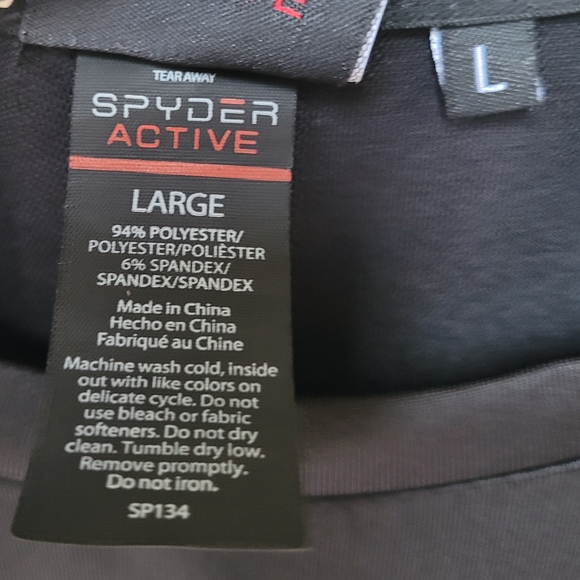 TEAR AWAY
SPYDER
ACTIVE
LARGE
94% POLYESTER/
POLYESTER/POLIÈSTER
6% SPANDEX/
SPANDEX/SPANDEX
Made in China
Hecho en China
Fabriqué au Chine
Machine wash cold, inside
out with like colors on
delicate cycle. Do not
use bleach or fabric
softeners. Do not dry
clean. Tumble dry low.
Remove promptly.
Do not iron.
SP134
L